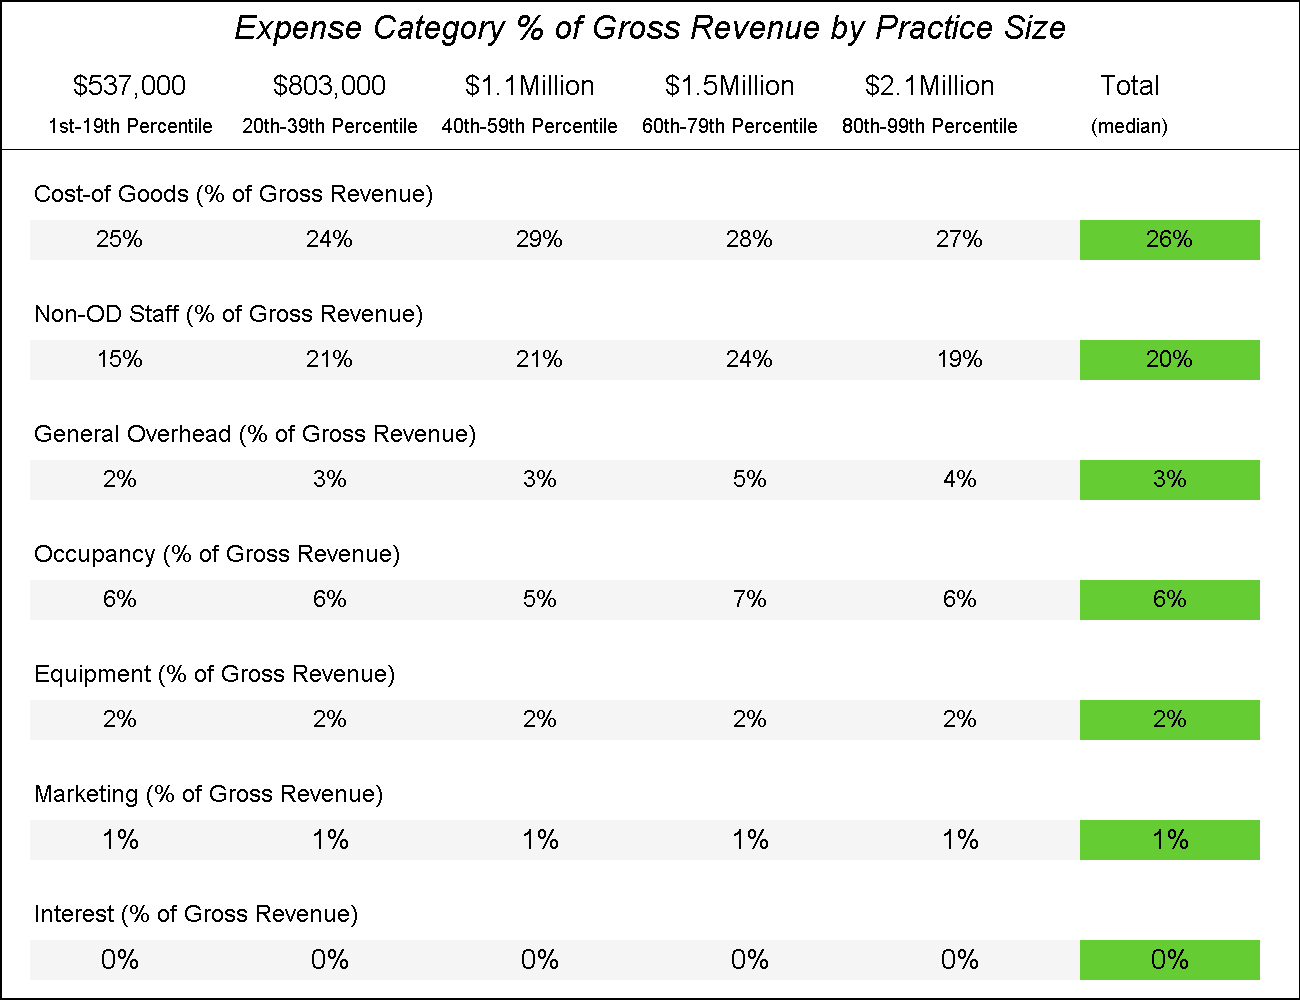 Expense Category % of Gross Revenue by Practice Size
$537,000 $803,000 $1.1Million $1.5Million $2.1Million Total
1st-19th Percentile 20th-39th Percentile 40th-59th Percentile 60th-79th Percentile 80th-99th Percentile (median)
Cost-of Goods (% of Gross Revenue)
25% 24% 29% 28% 27% 26%
Non-OD Staff (% of Gross Revenue)
15% 21% 21% 24% 19% 20%
General Overhead (% of Gross Revenue)
2% 3% 3% 5% 4% 3%
Occupancy (% of Gross Revenue)
6% 6% 5% 7% 6% 6%
Equipment (% of Gross Revenue)
2% 2% 2% 2% 2% 2%
Marketing (% of Gross Revenue)
1% 1% 1% 1% 1% 1%
Interest (% of Gross Revenue)
0% 0% 0% 0% 0% 0%